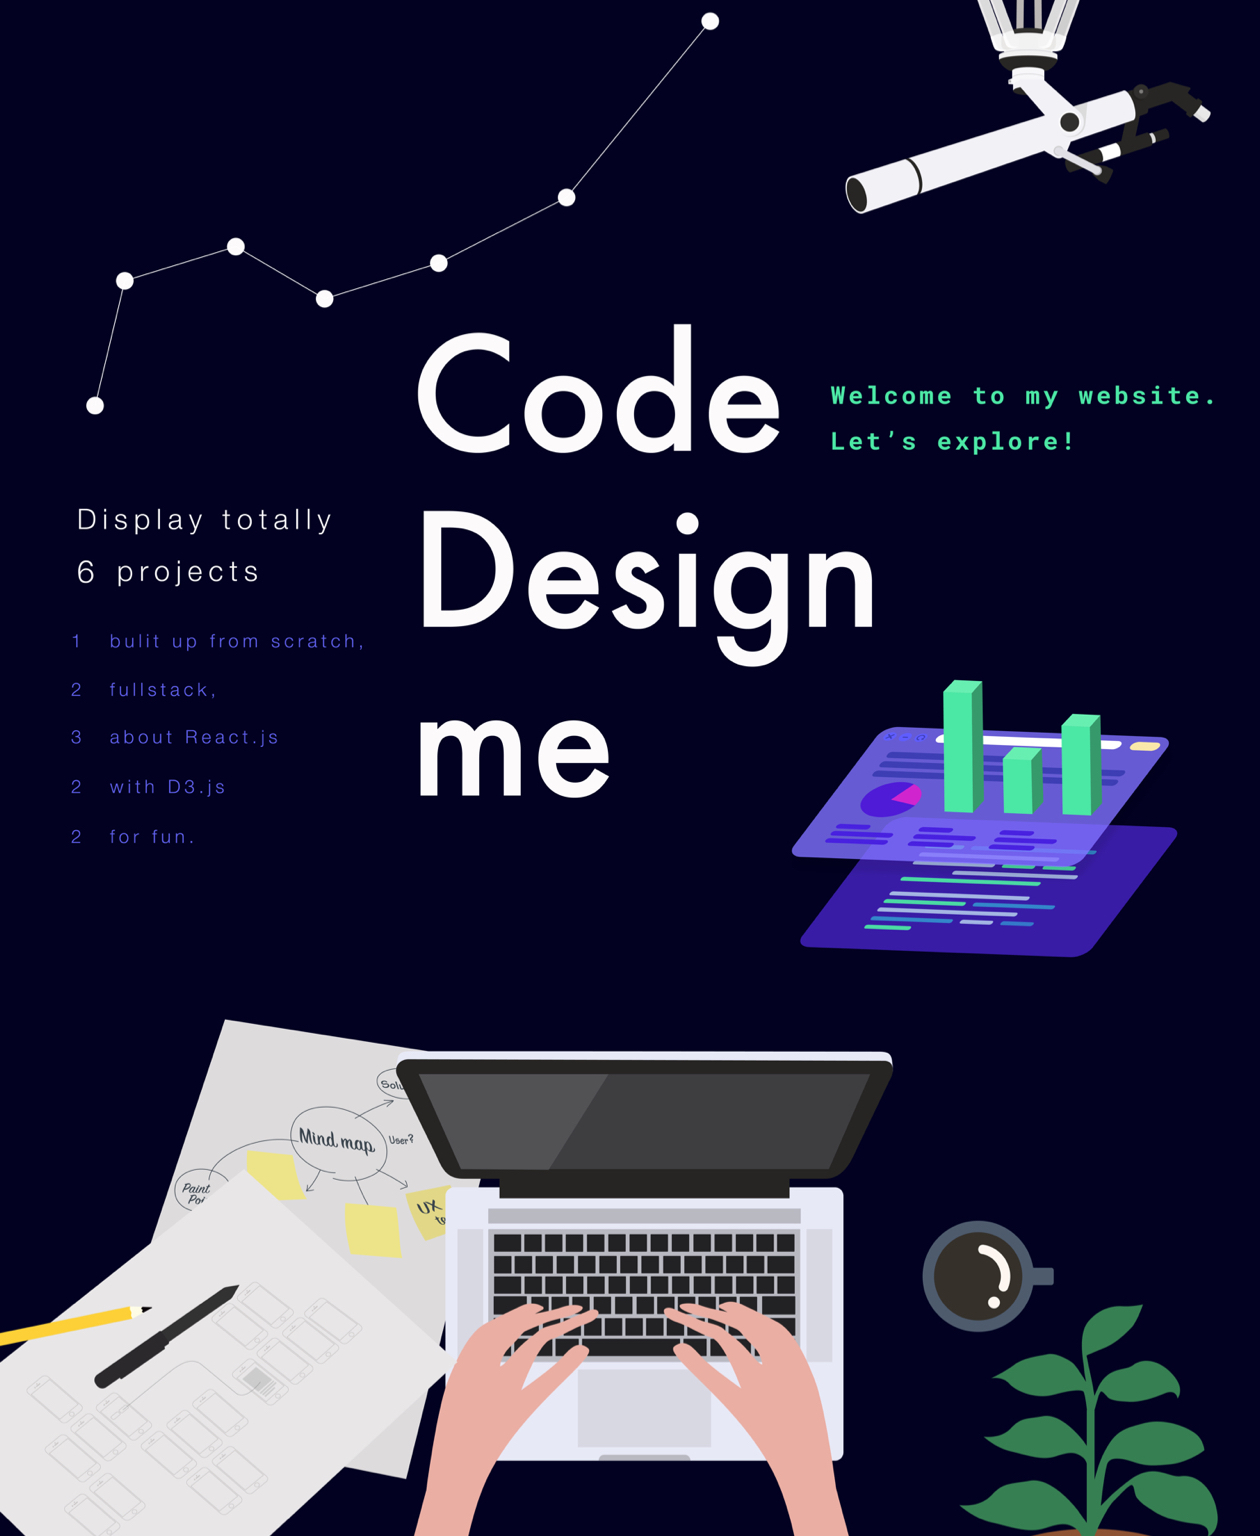 Code
Design
me
Welcome to my website.
Let's explore!
Display totally
6 projects
1 bulit up from scratch,
2 fullstack,
3 about React.js
2 with D3.js
2 for fun.
Mind map
User?
UX